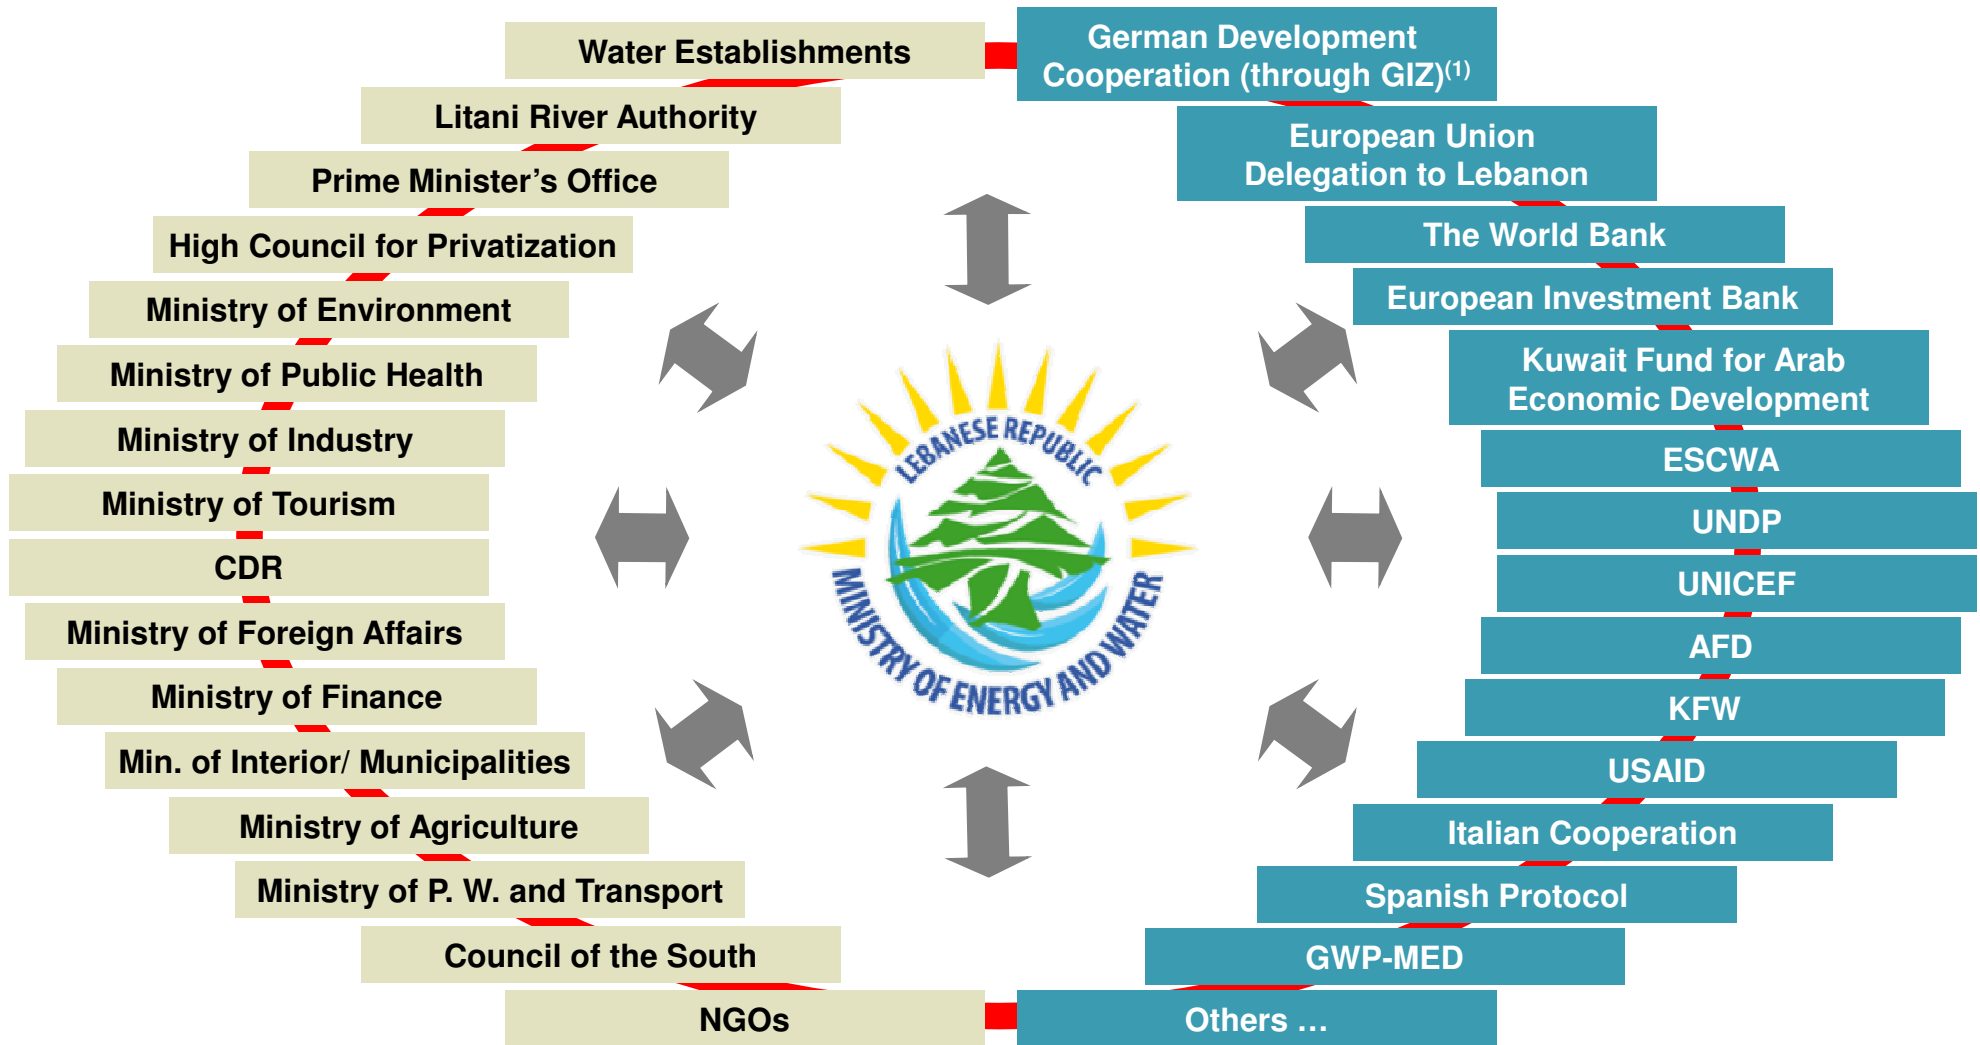 Water Establishments
Litani River Authority
Prime Minister’s Office
High Council for Privatization
Ministry of Environment
Ministry of Public Health
Ministry of Industry
Ministry of Tourism
CDR
Ministry of Foreign Affairs
Ministry of Finance
Min. of Interior/ Municipalities
Ministry of Agriculture
Ministry of P. W. and Transport
Council of the South
NGOs
LEBANESE REPUBLIC
MINISTRY OF ENERGY AND WATER
German Development
Cooperation (through GIZ)(1)
European Union
Delegation to Lebanon
The World Bank
European Investment Bank
Kuwait Fund for Arab
Economic Development
ESCWA
UNDP
UNICEF
AFD
KFW
USAID
Italian Cooperation
Spanish Protocol
GWP-MED
Others …